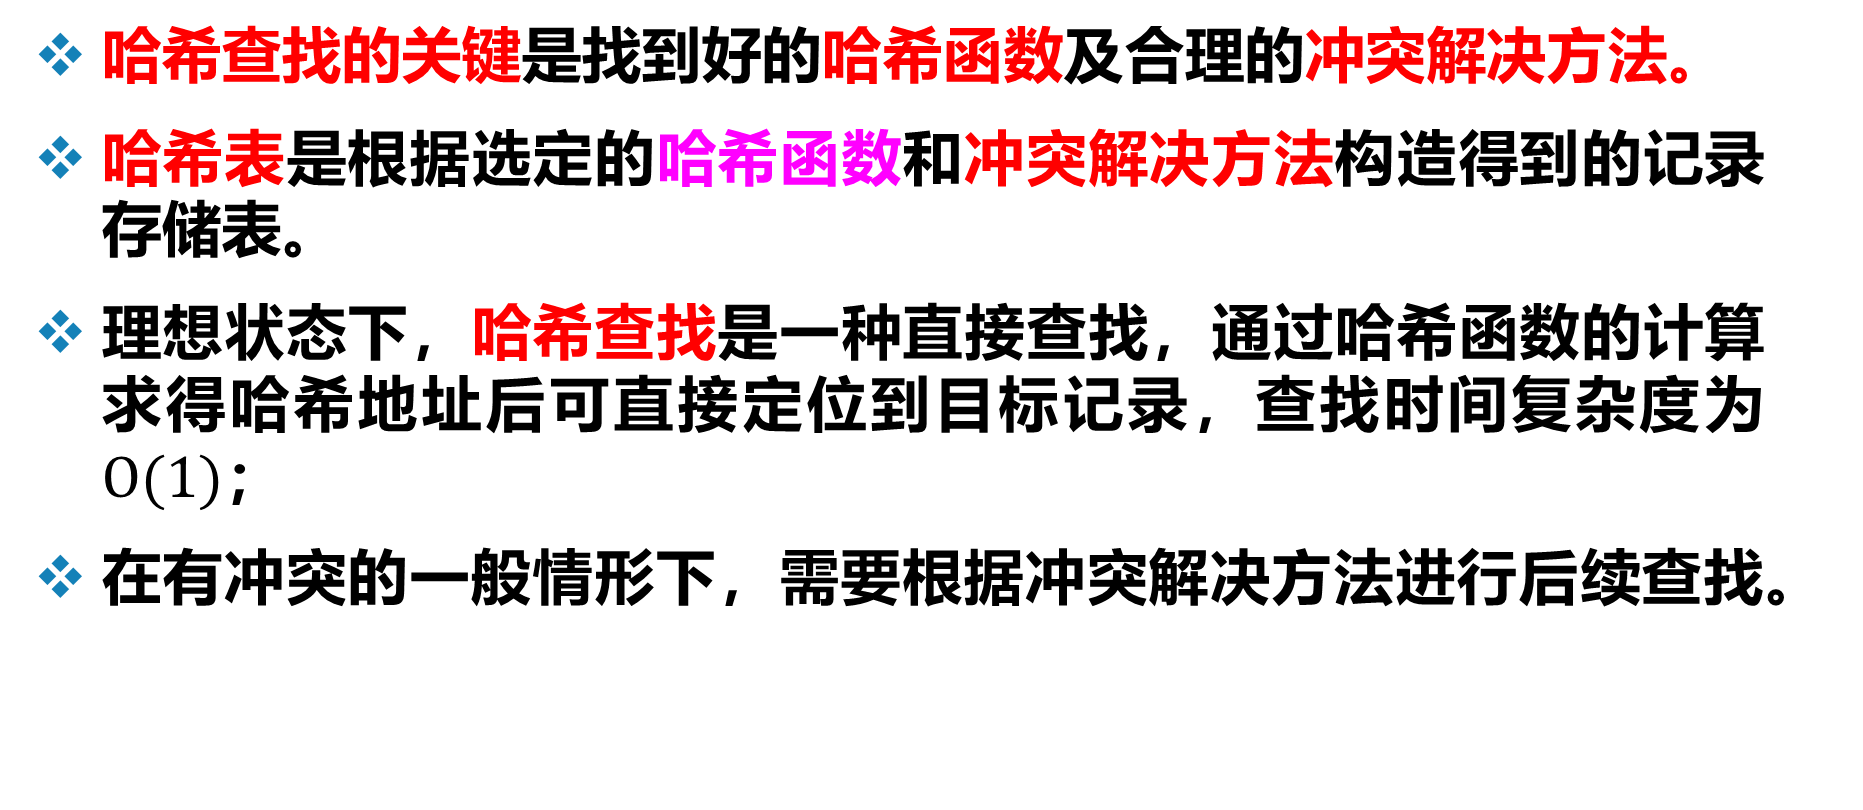 哈希查找的关键是找到好的哈希函数及合理的冲突解决方法。
哈希表是根据选定的哈希函数和冲突解决方法构造得到的记录
存储表。
理想状态下，哈希查找是一种直接查找，通过哈希函数的计算
求得哈希地址后可直接定位到目标记录，查找时间复杂度为
O(1)；
在有冲突的一般情形下，需要根据冲突解决方法进行后续查找。